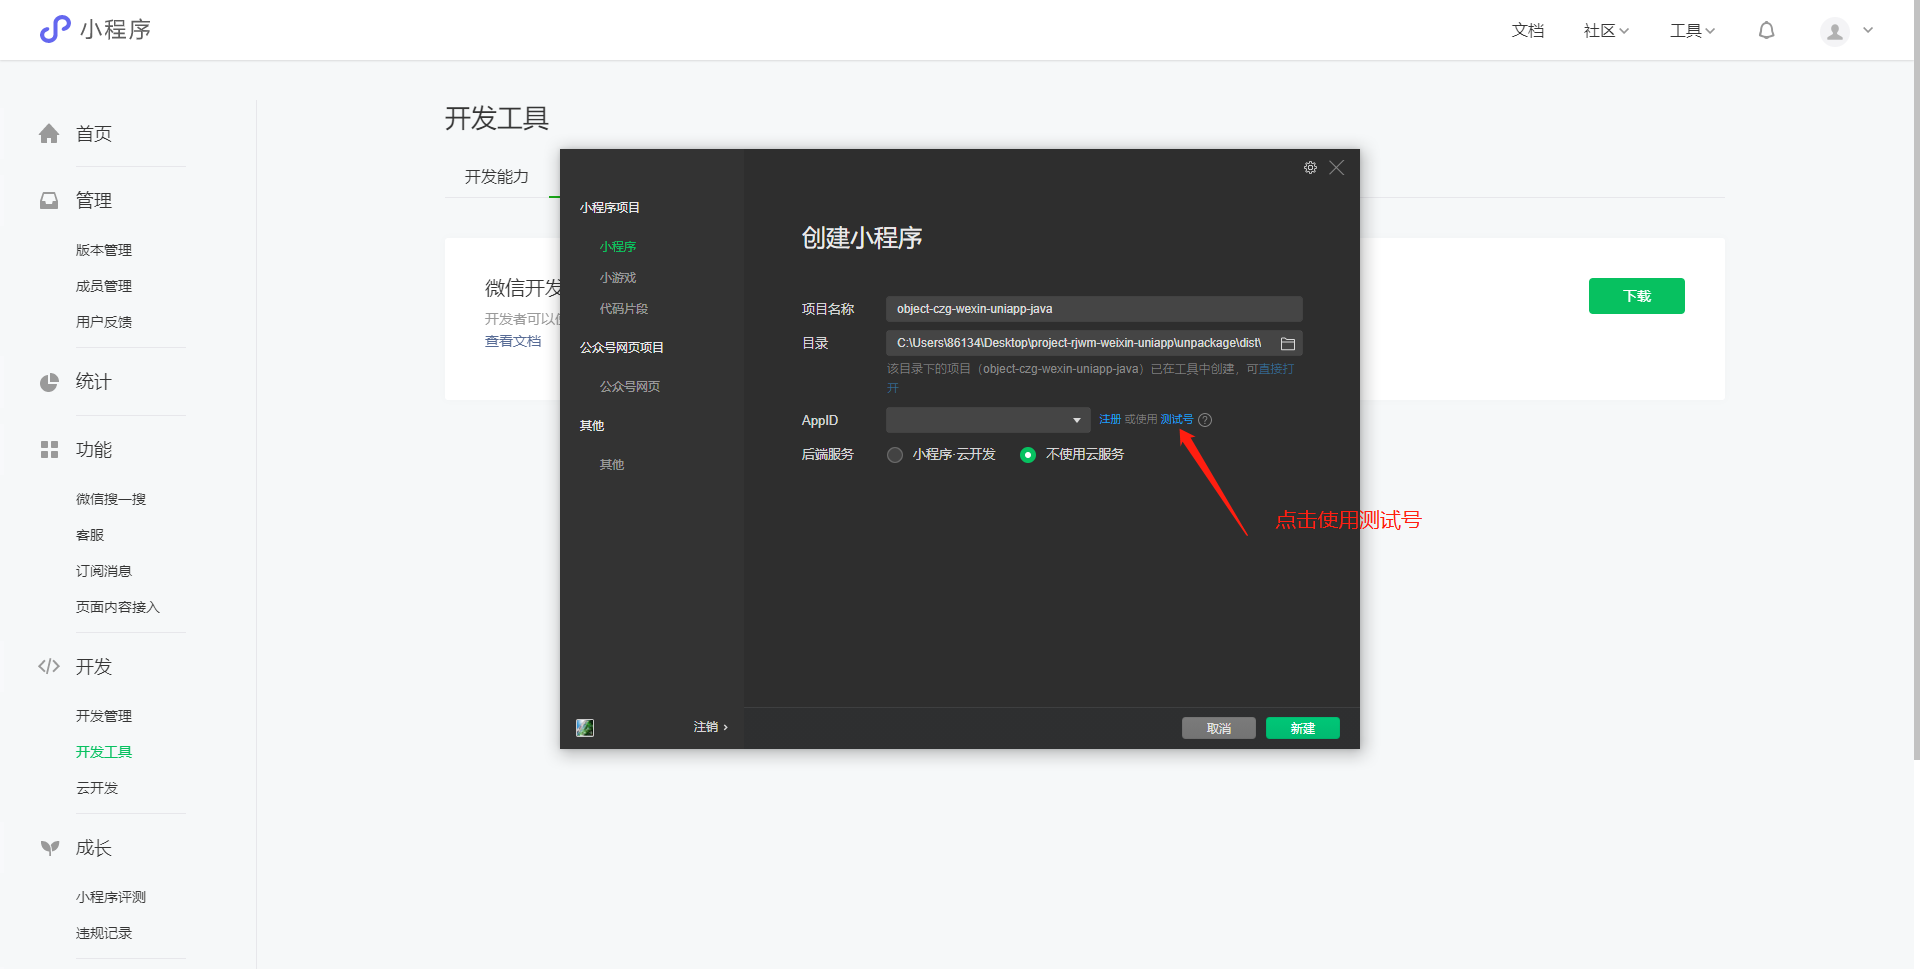 小程序
文档
社区
工具
首页
管理
版本管理
成员管理
用户反馈
统计
功能
微信搜一搜
客服
订阅消息
页面内容接入
开发
开发管理
开发工具
云开发
成长
小程序评测
违规记录
开发工具
开发能力
微信开发
开发者可以
查看文档
下载
小程序项目
小程序
小游戏
代码片段
公众号网页项目
公众号网页
其他
其他
注销 ›
创建小程序
项目名称 object-czg-wexin-uniapp-java
目录 C:\Users\86134\Desktop\project-rjwm-weixin-uniapp\unpackage\dist\
该目录下的项目（object-czg-wexin-uniapp-java）已在工具中创建，可直接打
开
AppID 注册 或使用 测试号 ?
后端服务 小程序·云开发 不使用云服务
点击使用测试号
取消 新建